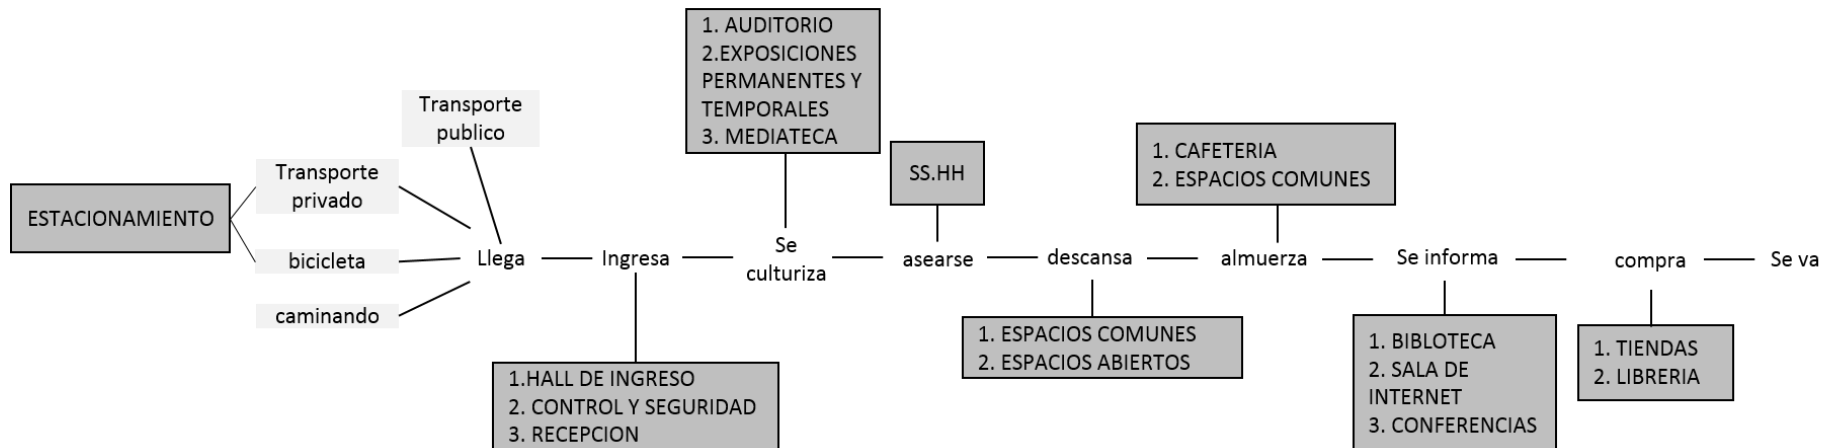 ESTACIONAMIENTO
Transporte
privado
bicicleta
caminando
Transporte
publico
Llega
Ingresa
1.HALL DE INGRESO
2. CONTROL Y SEGURIDAD
3. RECEPCION
1. AUDITORIO
2.EXPOSICIONES
PERMANENTES Y
TEMPORALES
3. MEDIATECA
Se
culturiza
SS.HH
asearse
descansa
1. ESPACIOS COMUNES
2. ESPACIOS ABIERTOS
1. CAFETERIA
2. ESPACIOS COMUNES
almuerza
Se informa
1. BIBLOTECA
2. SALA DE
INTERNET
3. CONFERENCIAS
compra
1. TIENDAS
2. LIBRERIA
Se va